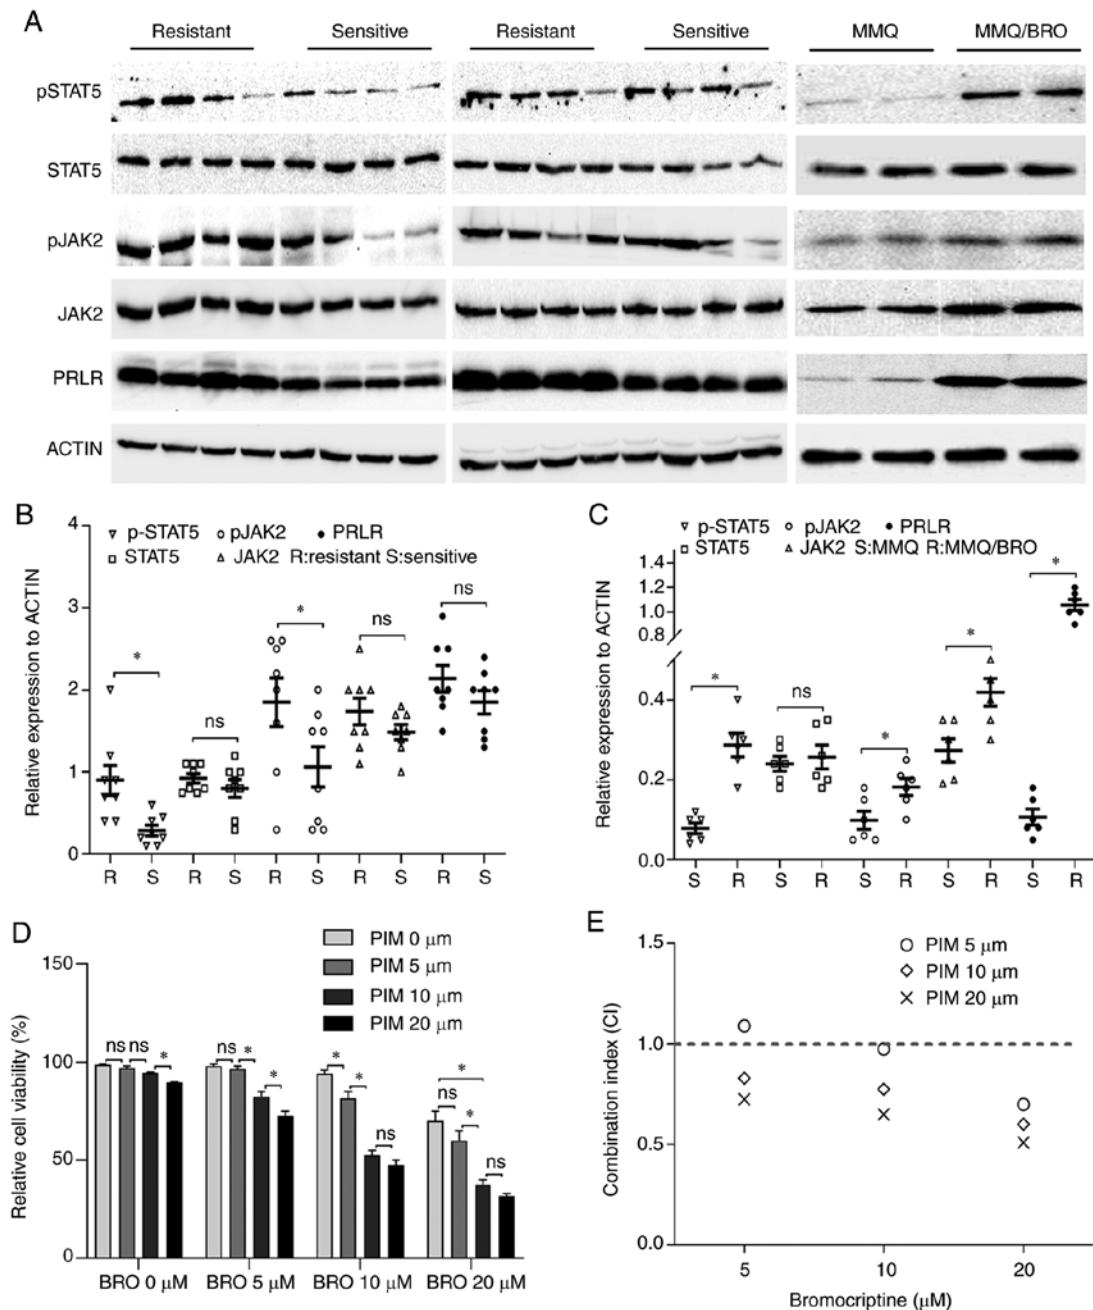 A
Resistant Sensitive Resistant Sensitive MMQ MMQ/BRO
pSTAT5
STAT5
pJAK2
JAK2
PRLR
ACTIN
B
▿ p-STAT5 ○ pJAK2 ● PRLR
□ STAT5 △ JAK2 R:resistant S:sensitive
Relative expression to ACTIN
4
3
2
1
0
* ns * ns ns
R S R S R S R S R S
C
▿ p-STAT5 ○ pJAK2 ● PRLR
□ STAT5 △ JAK2 S:MMQ R:MMQ/BRO
Relative expression to ACTIN
1.4
1.2
1.0
0.8
0.4
0.2
0.0
* ns * * *
S R S R S R S R S R
D
PIM 0 μm
PIM 5 μm
PIM 10 μm
PIM 20 μm
Relative cell viability (%)
150
100
50
0
ns ns * ns * * * * ns * ns * ns
BRO 0 μM BRO 5 μM BRO 10 μM BRO 20 μM
E
○ PIM 5 μm
◇ PIM 10 μm
× PIM 20 μm
Combination index (CI)
1.5
1.0
0.5
0.0
5 10 20
Bromocriptine (μM)